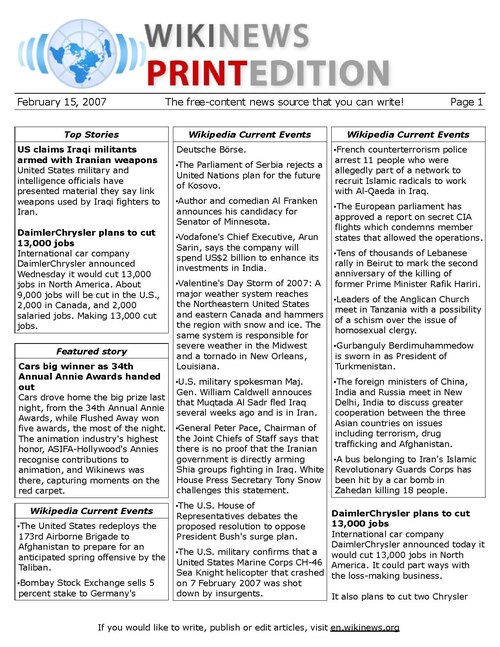 WIKINEWS
PRINTEDITION
February 15, 2007 The free-content news source that you can write! Page 1
Top Stories
US claims Iraqi militants
armed with Iranian weapons
United States military and
intelligence officials have
presented material they say link
weapons used by Iraqi fighters to
Iran.
DaimlerChrysler plans to cut
13,000 jobs
International car company
DaimlerChrysler announced
Wednesday it would cut 13,000
jobs in North America. About
9,000 jobs will be cut in the U.S.,
2,000 in Canada, and 2,000
salaried jobs. Making 13,000 cut
jobs.
Featured story
Cars big winner as 34th
Annual Annie Awards handed
out
Cars drove home the big prize last
night, from the 34th Annual Annie
Awards, while Flushed Away won
five awards, the most of the night.
The animation industry's highest
honor, ASIFA-Hollywood's Annies
recognise contributions to
animation, and Wikinews was
there, capturing moments on the
red carpet.
Wikipedia Current Events
•The United States redeploys the
173rd Airborne Brigade to
Afghanistan to prepare for an
anticipated spring offensive by the
Taliban.
•Bombay Stock Exchange sells 5
percent stake to Germany's
Wikipedia Current Events
Deutsche Börse.
•The Parliament of Serbia rejects a
United Nations plan for the future
of Kosovo.
•Author and comedian Al Franken
announces his candidacy for
Senator of Minnesota.
•Vodafone's Chief Executive, Arun
Sarin, says the company will
spend US$2 billion to enhance its
investments in India.
•Valentine's Day Storm of 2007: A
major weather system reaches
the Northeastern United States
and eastern Canada and hammers
the region with snow and ice. The
same system is responsible for
severe weather in the Midwest
and a tornado in New Orleans,
Louisiana.
•U.S. military spokesman Maj.
Gen. William Caldwell annouces
that Muqtada Al Sadr fled Iraq
several weeks ago and is in Iran.
•General Peter Pace, Chairman of
the Joint Chiefs of Staff says that
there is no proof that the Iranian
government is directly arming
Shia groups fighting in Iraq. White
House Press Secretary Tony Snow
challenges this statement.
•The U.S. House of
Representatives debates the
proposed resolution to oppose
President Bush's surge plan.
•The U.S. military confirms that a
United States Marine Corps CH-46
Sea Knight helicopter that crashed
on 7 February 2007 was shot
down by insurgents.
Wikipedia Current Events
•French counterterrorism police
arrest 11 people who were
allegedly part of a network to
recruit Islamic radicals to work
with Al-Qaeda in Iraq.
•The European parliament has
approved a report on secret CIA
flights which condemns member
states that allowed the operations.
•Tens of thousands of Lebanese
rally in Beirut to mark the second
anniversary of the killing of
former Prime Minister Rafik Hariri.
•Leaders of the Anglican Church
meet in Tanzania with a possibility
of a schism over the issue of
homosexual clergy.
•Gurbanguly Berdimuhammedow
is sworn in as President of
Turkmenistan.
•The foreign ministers of China,
India and Russia meet in New
Delhi, India to discuss greater
cooperation between the three
Asian countries on issues
including terrorism, drug
trafficking and Afghanistan.
•A bus belonging to Iran's Islamic
Revolutionary Guards Corps has
been hit by a car bomb in
Zahedan killing 18 people.
DaimlerChrysler plans to cut
13,000 jobs
International car company
DaimlerChrysler announced today it
would cut 13,000 jobs in North
America. It could part ways with
the loss-making business.
It also plans to cut two Chrysler
If you would like to write, publish or edit articles, visit en.wikinews.org